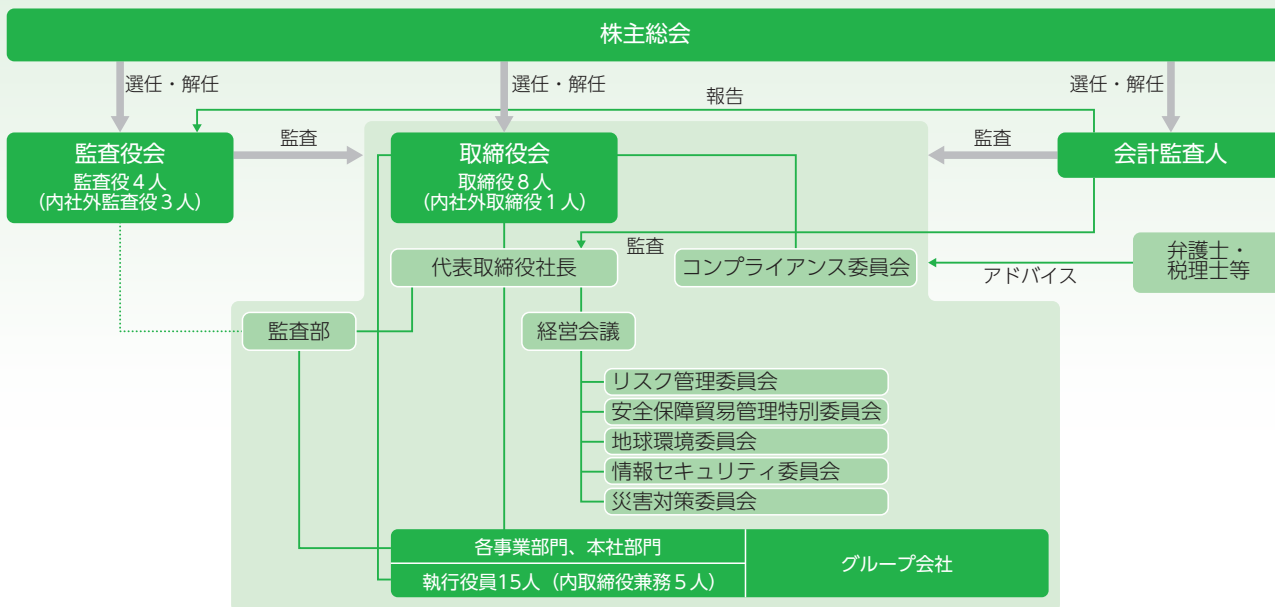 株主総会
選任・解任
選任・解任
選任・解任
報告
監査役会
監査役4人
(内社外監査役3人)
監査
取締役会
取締役8人
(内社外取締役1人)
監査
会計監査人
代表取締役社長
監査
コンプライアンス委員会
アドバイス
弁護士・
税理士等
監査部
経営会議
リスク管理委員会
安全保障貿易管理特別委員会
地球環境委員会
情報セキュリティ委員会
災害対策委員会
各事業部門、本社部門
執行役員15人(内取締役兼務5人)
グループ会社